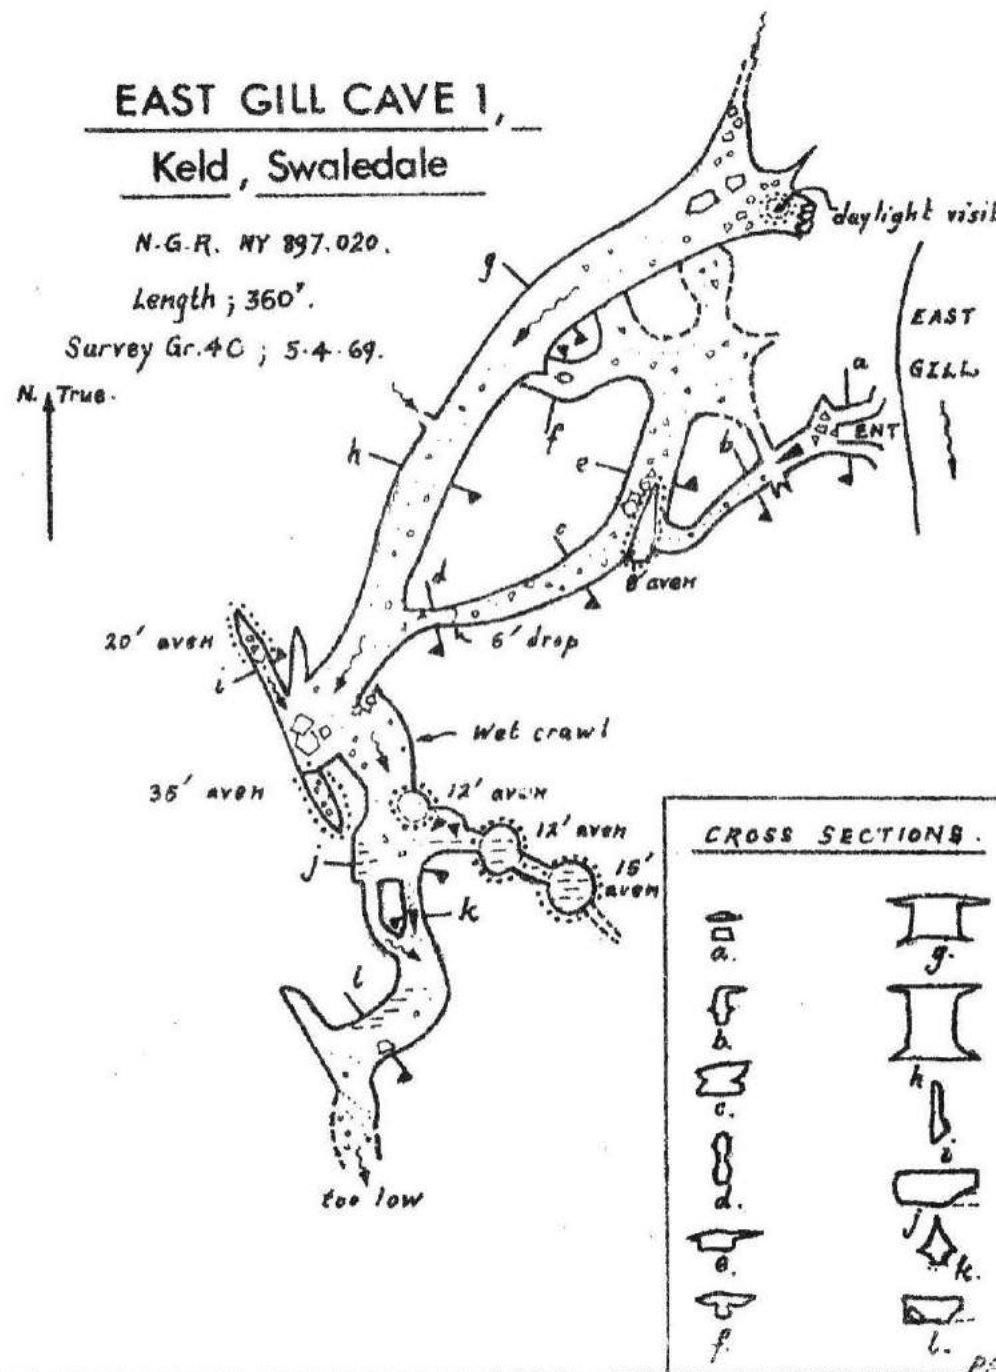 EAST GILL CAVE 1,
Keld, Swaledale
N.G.R. NY 897.020.
Length; 360'.
Survey Gr.4C; 5.4.69.
N. True.
daylight
EAST
GILL
a
ENT
b
g
f
e
h
c
d
8' aven
6' drop
20' aven
i
Wet crawl
35' aven
12' aven
12' aven
15'
aven
j
k
l
too low
CROSS SECTIONS.
a.
g.
b.
h
c.
i
d.
j
e.
k.
f.
l.